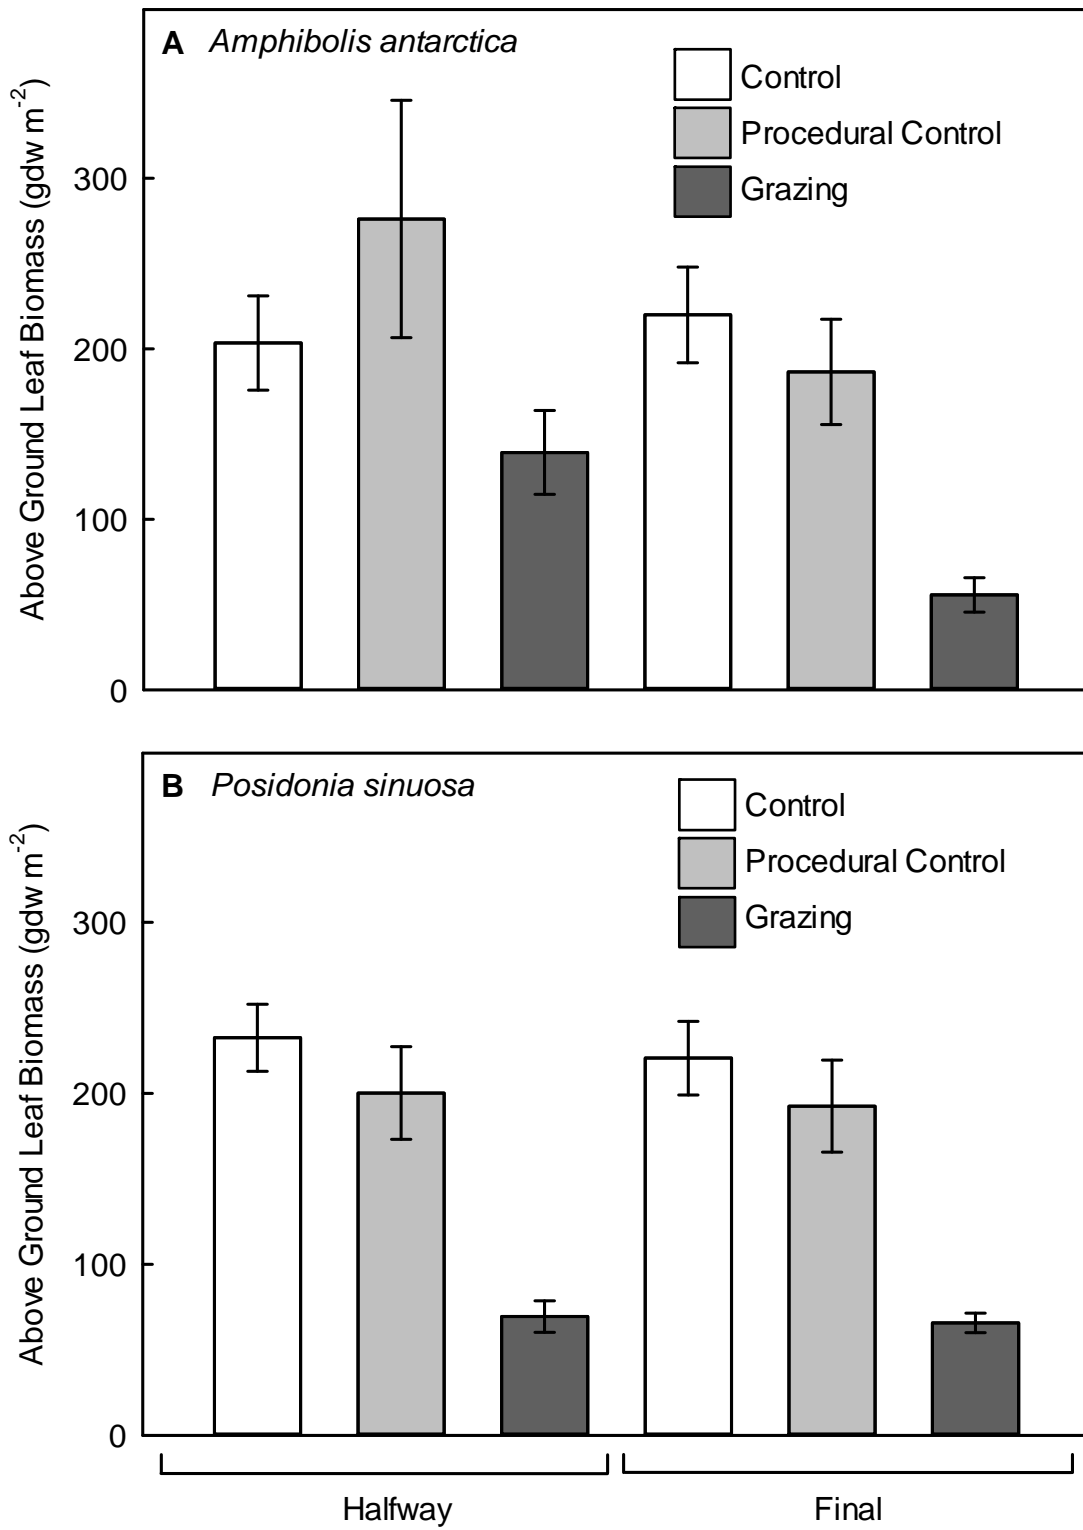 A Amphibolis antarctica
Control
Procedural Control
Grazing
Above Ground Leaf Biomass (gdw m⁻²)
300
200
100
0
B Posidonia sinuosa
Control
Procedural Control
Grazing
Above Ground Leaf Biomass (gdw m⁻²)
300
200
100
0
Halfway
Final